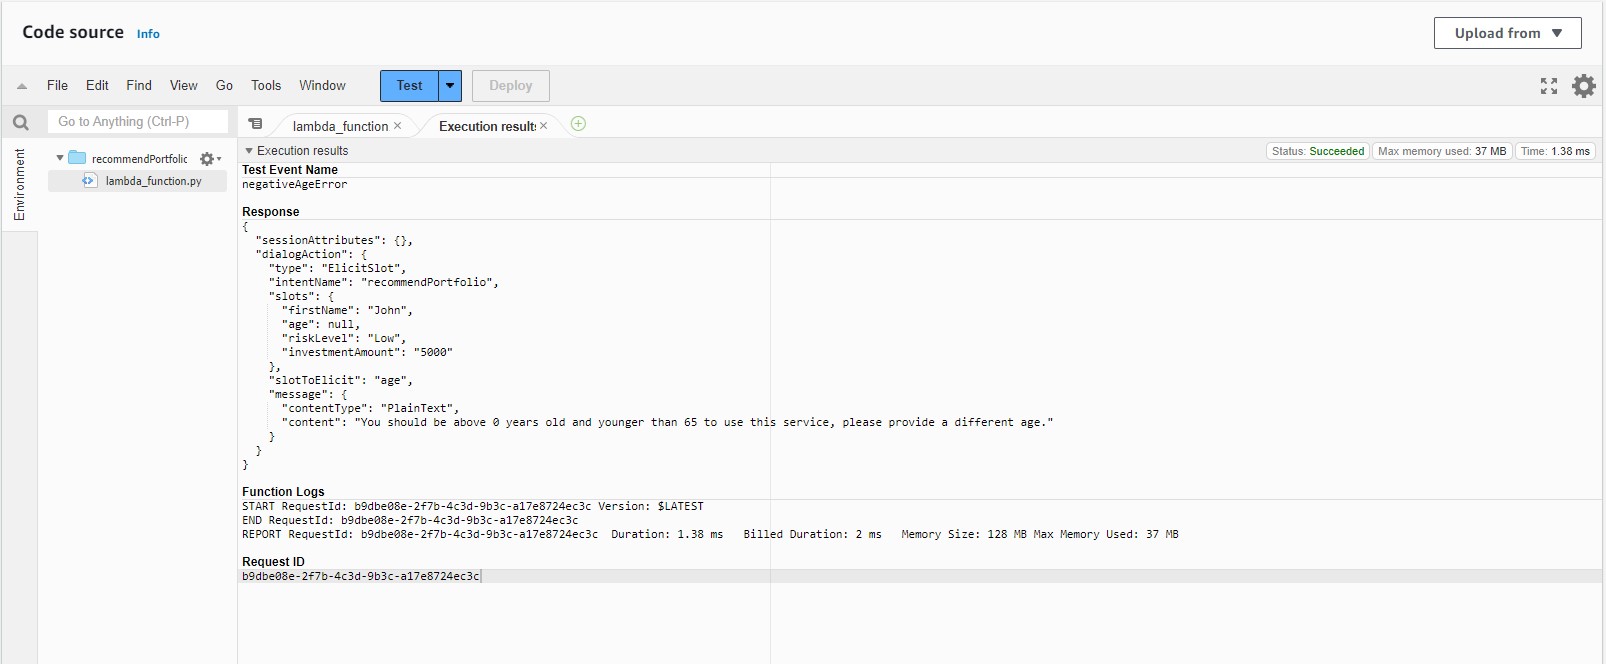 Code source Info
Upload from
File Edit Find View Go Tools Window Test Deploy
Go to Anything (Ctrl-P)
lambda_function × Execution results ×
Environment
recommendPortfolio
lambda_function.py
Execution results
Status: Succeeded Max memory used: 37 MB Time: 1.38 ms
Test Event Name
negativeAgeError
Response
{
  "sessionAttributes": {},
  "dialogAction": {
    "type": "ElicitSlot",
    "intentName": "recommendPortfolio",
    "slots": {
      "firstName": "John",
      "age": null,
      "riskLevel": "Low",
      "investmentAmount": "5000"
    },
    "slotToElicit": "age",
    "message": {
      "contentType": "PlainText",
      "content": "You should be above 0 years old and younger than 65 to use this service, please provide a different age."
    }
  }
}
Function Logs
START RequestId: b9dbe08e-2f7b-4c3d-9b3c-a17e8724ec3c Version: $LATEST
END RequestId: b9dbe08e-2f7b-4c3d-9b3c-a17e8724ec3c
REPORT RequestId: b9dbe08e-2f7b-4c3d-9b3c-a17e8724ec3c Duration: 1.38 ms Billed Duration: 2 ms Memory Size: 128 MB Max Memory Used: 37 MB
Request ID
b9dbe08e-2f7b-4c3d-9b3c-a17e8724ec3c